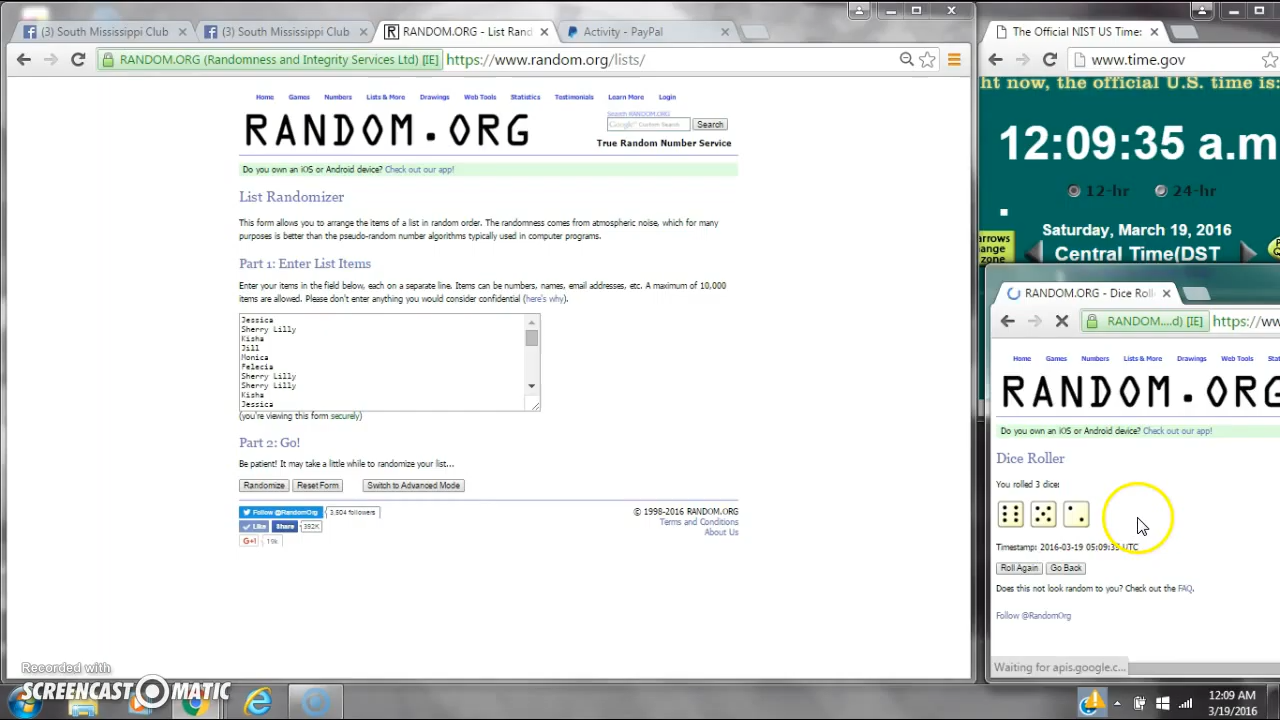 (3) South Mississippi Club
(3) South Mississippi Club
RANDOM.ORG - List Rand
Activity - PayPal
RANDOM.ORG (Randomness and Integrity Services Ltd) [IE]
https://www.random.org/lists/
Home Games Numbers Lists & More Drawings Web Tools Statistics Testimonials Learn More Login
RANDOM.ORG
Search RANDOM.ORG
Google™ Custom Search
Search
True Random Number Service
Do you own an iOS or Android device? Check out our app!
List Randomizer
This form allows you to arrange the items of a list in random order. The randomness comes from atmospheric noise, which for many
purposes is better than the pseudo-random number algorithms typically used in computer programs.
Part 1: Enter List Items
Enter your items in the field below, each on a separate line. Items can be numbers, names, email addresses, etc. A maximum of 10,000
items are allowed. Please don't enter anything you would consider confidential (here's why).
Jessica
Sherry Lilly
Kisha
Jill
Monica
Felecia
Sherry Lilly
Sherry Lilly
Kisha
Jessica
(you're viewing this form securely)
Part 2: Go!
Be patient! It may take a little while to randomize your list...
Randomize Reset Form Switch to Advanced Mode
Follow @RandomOrg 3,504 followers
Like Share 392K
G+1 19k
© 1998-2016 RANDOM.ORG
Terms and Conditions
About Us
The Official NIST US Time:
www.time.gov
ht now, the official U.S. time is:
12:09:35 a.m
12-hr 24-hr
Saturday, March 19, 2016
Central Time(DST
arrows
ange
zone
RANDOM.ORG - Dice Roll
RANDOM....d) [IE]
https://ww
Home Games Numbers Lists & More Drawings Web Tools Stat
RANDOM.ORG
Do you own an iOS or Android device? Check out our app!
Dice Roller
You rolled 3 dice:
Timestamp: 2016-03-19 05:09:35 UTC
Roll Again Go Back
Does this not look random to you? Check out the FAQ.
Follow @RandomOrg
Waiting for apis.google.c...
Recorded with
SCREENCAST-O-MATIC
12:09 AM
3/19/2016